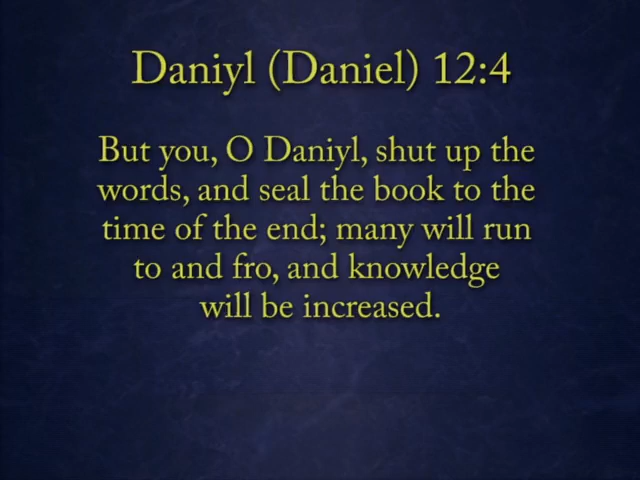 Daniyl (Daniel) 12:4
But you, O Daniyl, shut up the
words, and seal the book to the
time of the end; many will run
to and fro, and knowledge
will be increased.